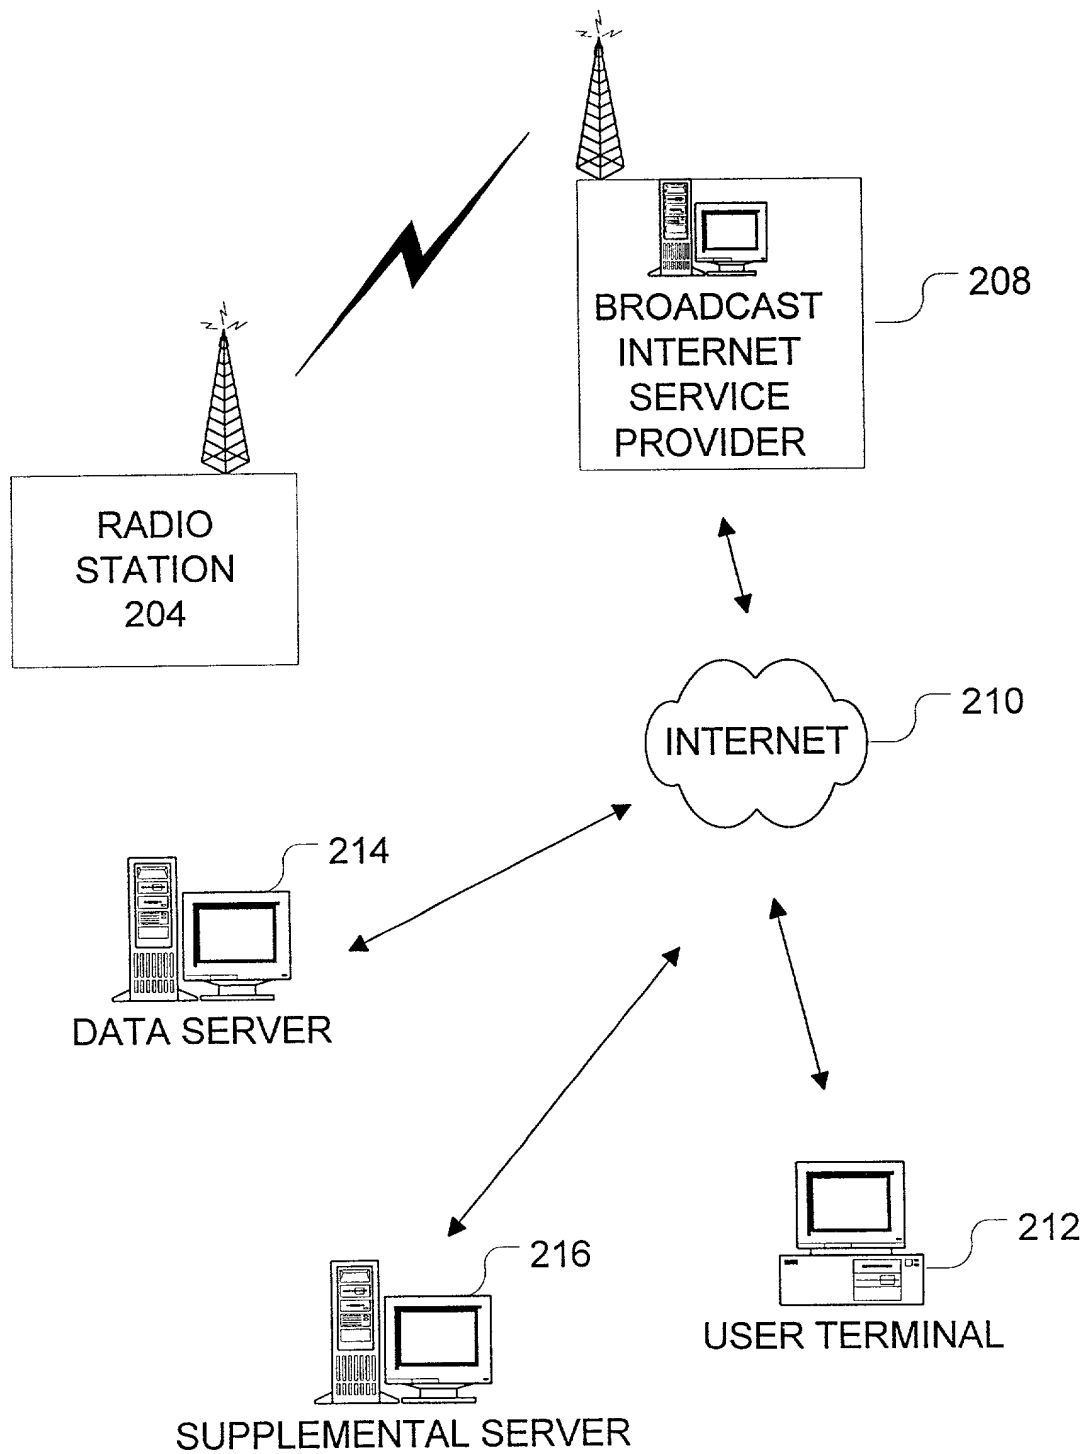 BROADCAST
INTERNET
SERVICE
PROVIDER
208
RADIO
STATION
204
INTERNET
210
214
DATA SERVER
216
SUPPLEMENTAL SERVER
212
USER TERMINAL